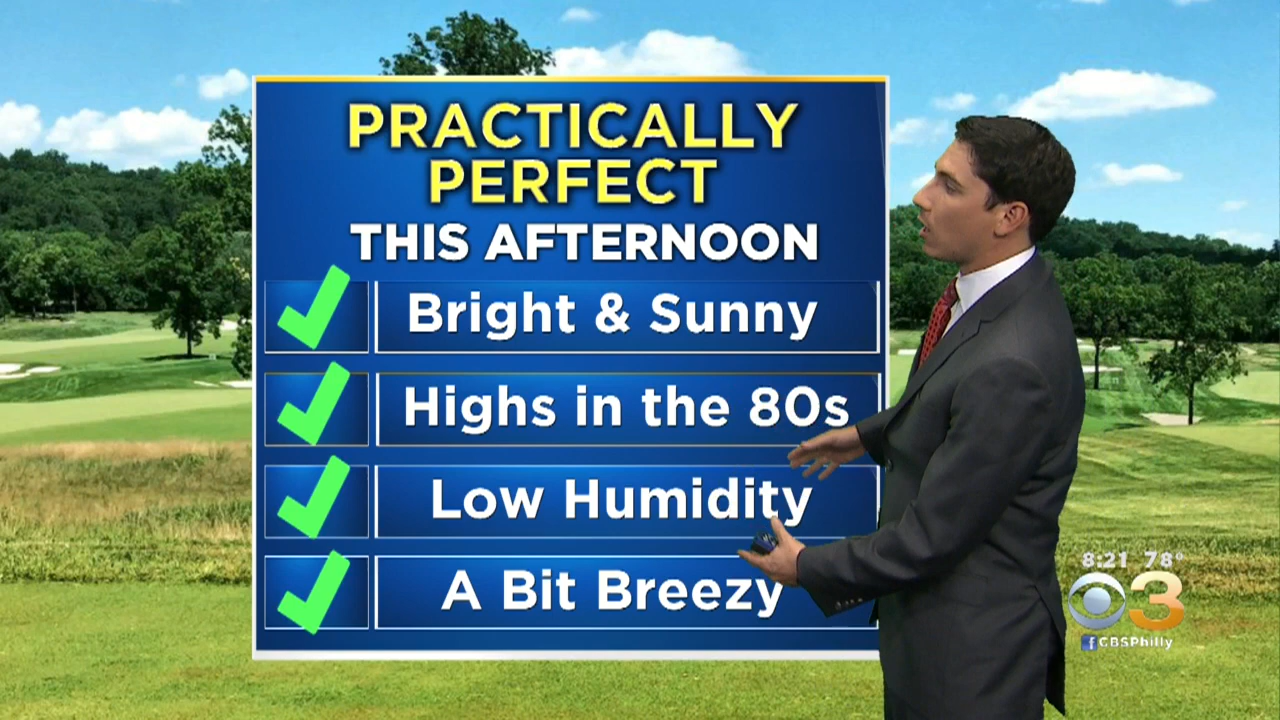 PRACTICALLY
PERFECT
THIS AFTERNOON
Bright & Sunny
Highs in the 80s
Low Humidity
A Bit Breezy
8:21 78°
3
CBSPhilly